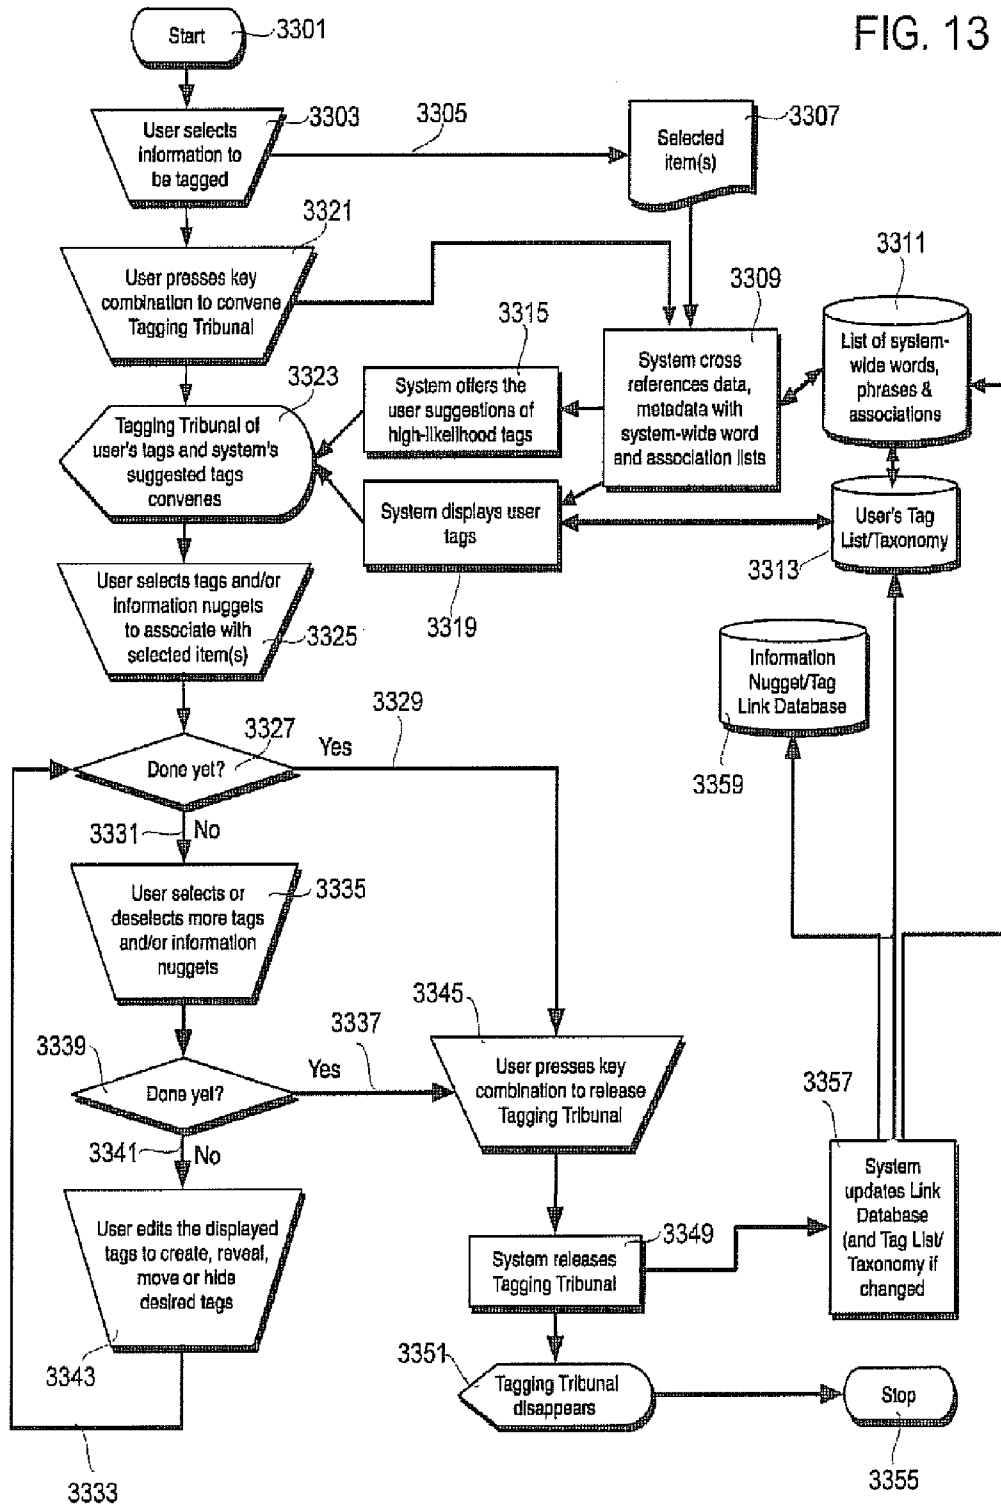 FIG. 13
Start
3301
User selects
information to
be tagged
3303
3305
Selected
item(s)
3307
3321
User presses key
combination to convene
Tagging Tribunal
3311
List of system-
wide words,
phrases &
associations
3309
System cross
references data,
metadata with
system-wide word
and association lists
3315
System offers the
user suggestions of
high-likelihood tags
3323
Tagging Tribunal of
user's tags and system's
suggested tags
convenes
System displays user
tags
3319
User's Tag
List/Taxonomy
3313
User selects tags and/or
information nuggets
to associate with
selected item(s)
3325
Information
Nugget/Tag
Link Database
3359
3327
Done yet?
Yes
3329
3331
No
User selects or
deselects more tags
and/or information
nuggets
3335
3339
Done yet?
Yes
3337
3345
User presses key
combination to release
Tagging Tribunal
3341
No
User edits the displayed
tags to create, reveal,
move or hide
desired tags
3343
3333
System releases
Tagging Tribunal
3349
3357
System
updates Link
Database
(and Tag List/
Taxonomy if
changed
3351
Tagging Tribunal
disappears
Stop
3355